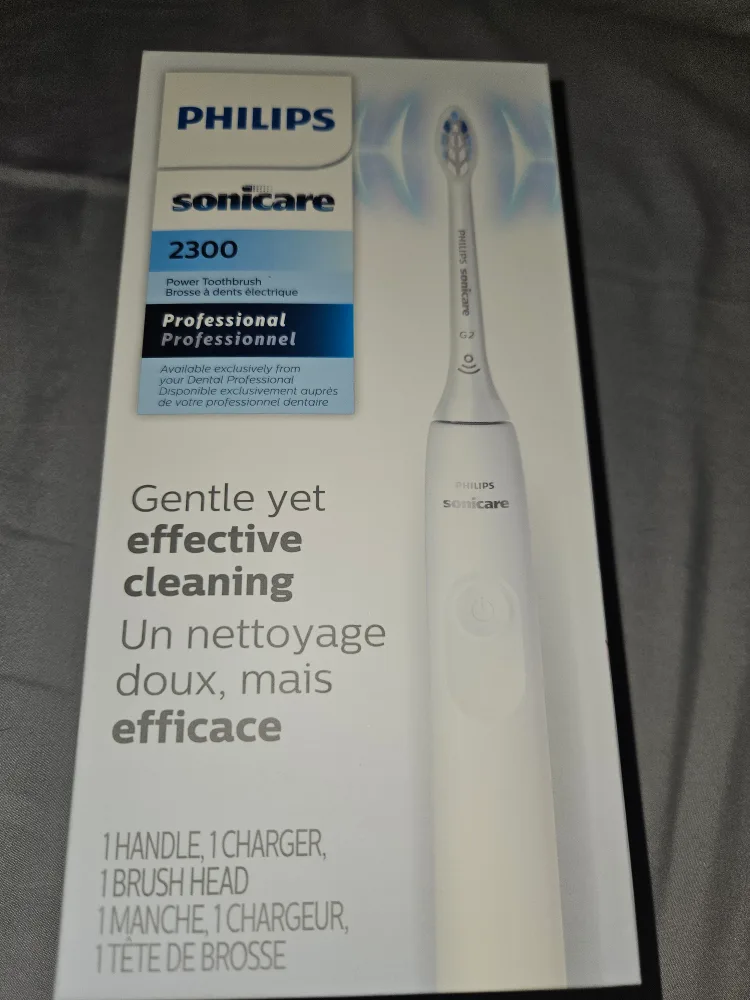 PHILIPS
sonicare
2300
Power Toothbrush
Brosse à dents électrique
Professional
Professionnel
Available exclusively from
your Dental Professional
Disponible exclusivement auprès
de votre professionnel dentaire
PHILIPS sonicare
G2
PHILIPS
sonicare
Gentle yet
effective
cleaning
Un nettoyage
doux, mais
efficace
1 HANDLE, 1 CHARGER,
1 BRUSH HEAD
1 MANCHE, 1 CHARGEUR,
1 TÊTE DE BROSSE